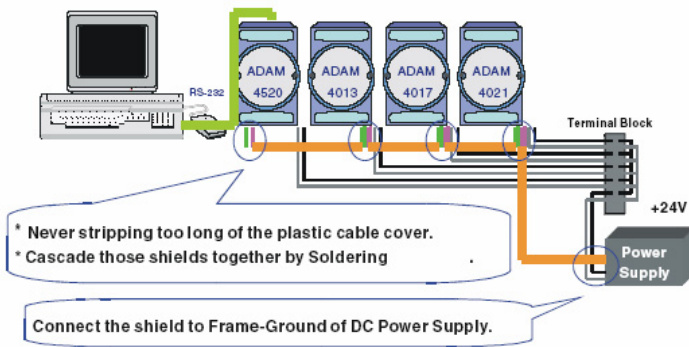 RS-232
ADAM
4520
ADAM
4013
ADAM
4017
ADAM
4021
Terminal Block
+24V
Power
Supply
* Never stripping too long of the plastic cable cover.
* Cascade those shields together by Soldering .
Connect the shield to Frame-Ground of DC Power Supply.